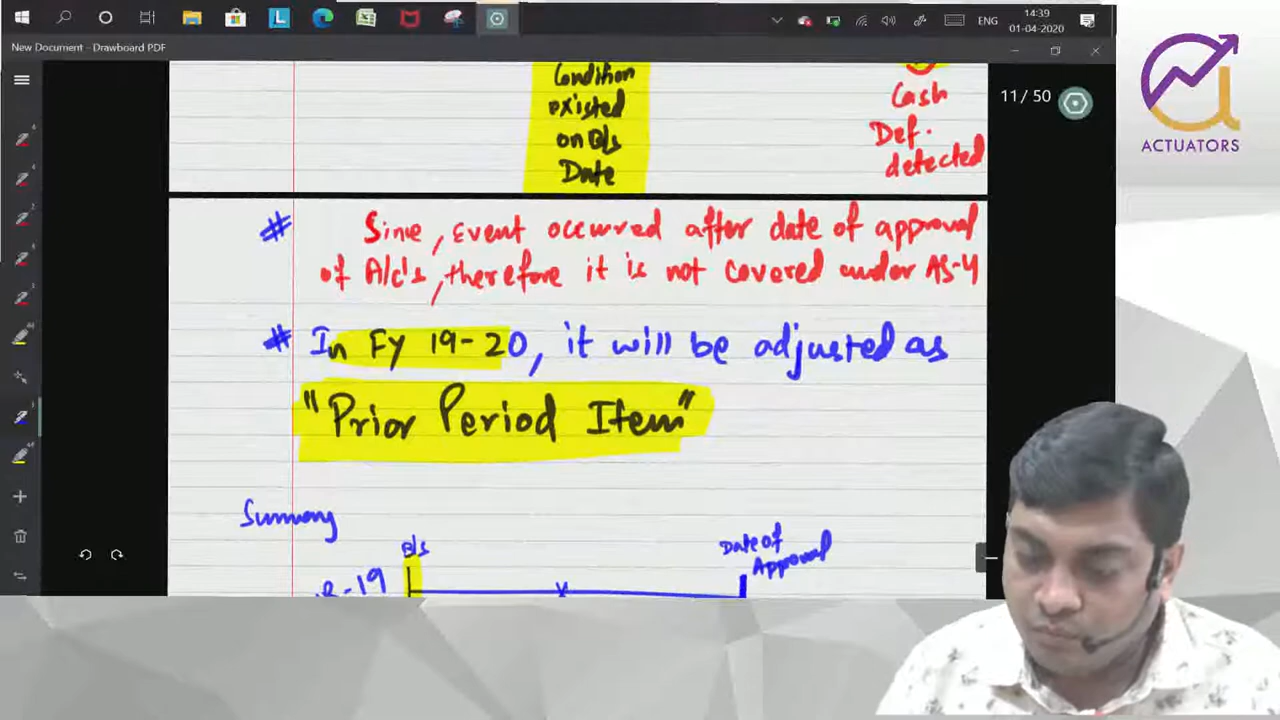 14:39
ENG
01-04-2020
New Document - Drawboard PDF
11 / 50
ACTUATORS
Condition
existed
on B/s
Date
Cash
Def.
detected
# Since, Event occurred after date of approval
of A/c's, therefore it is not covered under AS-4
# In Fy 19-20, it will be adjusted as
"Prior Period Item"
Summary
B/s
Date of
Approval
-19